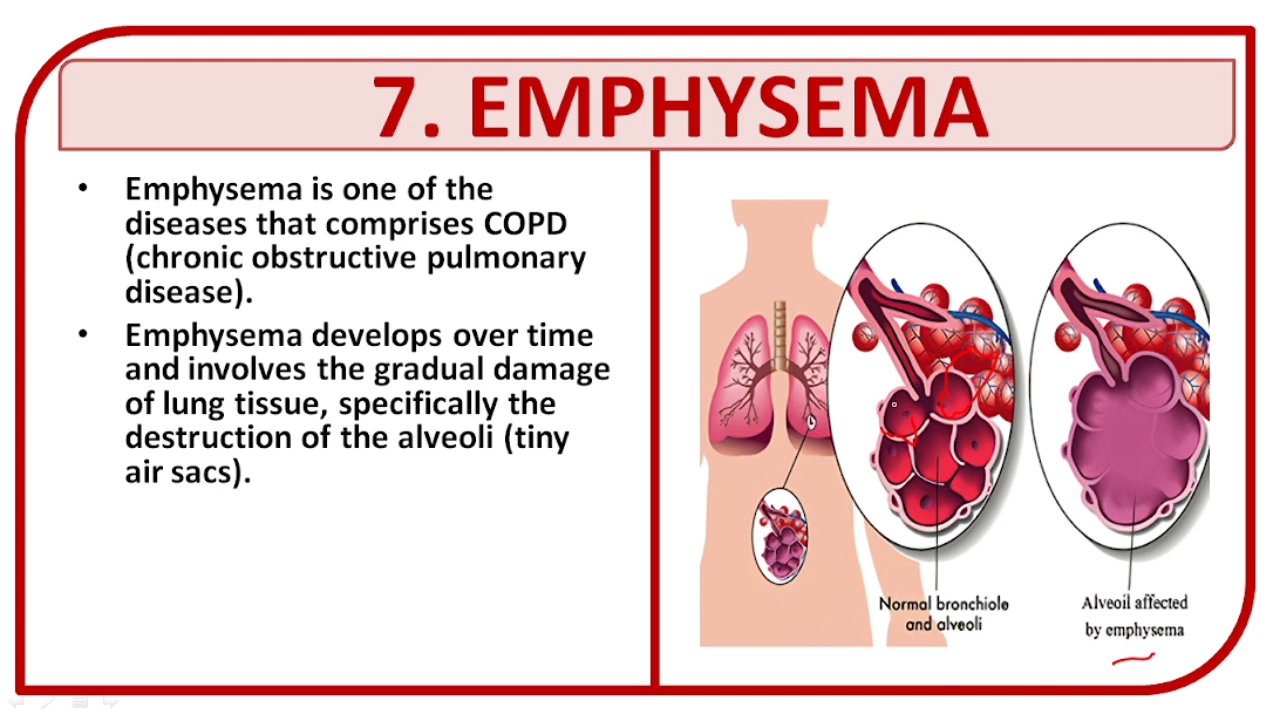 7. EMPHYSEMA
• Emphysema is one of the
diseases that comprises COPD
(chronic obstructive pulmonary
disease).
• Emphysema develops over time
and involves the gradual damage
of lung tissue, specifically the
destruction of the alveoli (tiny
air sacs).
Normal bronchiole
and alveoli
Alveoil affected
by emphysema